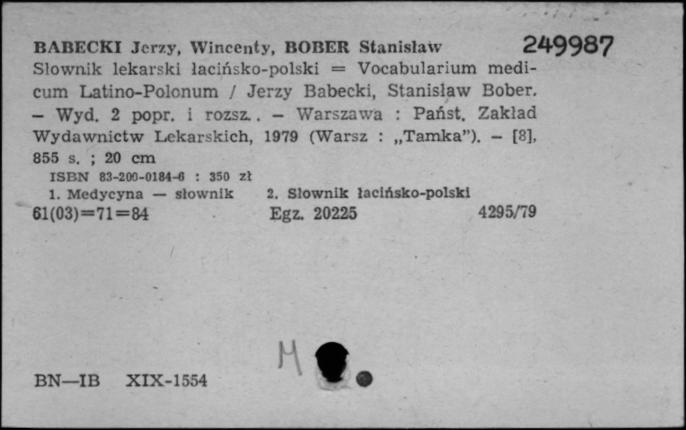 BABECKI Jerzy, Wincenty, BOBER Stanisław 249987
Słownik lekarski łacińsko-polski = Vocabularium medi-
cum Latino-Polonum / Jerzy Babecki, Stanisław Bober.
— Wyd. 2 popr. i rozsz.. — Warszawa : Państ. Zakład
Wydawnictw Lekarskich, 1979 (Warsz : „Tamka”). — [8],
855 s. ; 20 cm
ISBN 83-200-0184-6 : 350 zł
1. Medycyna — słownik 2. Słownik łacińsko-polski
61(03)=71=84 Egz. 20225 4295/79
M
BN—IB XIX-1554